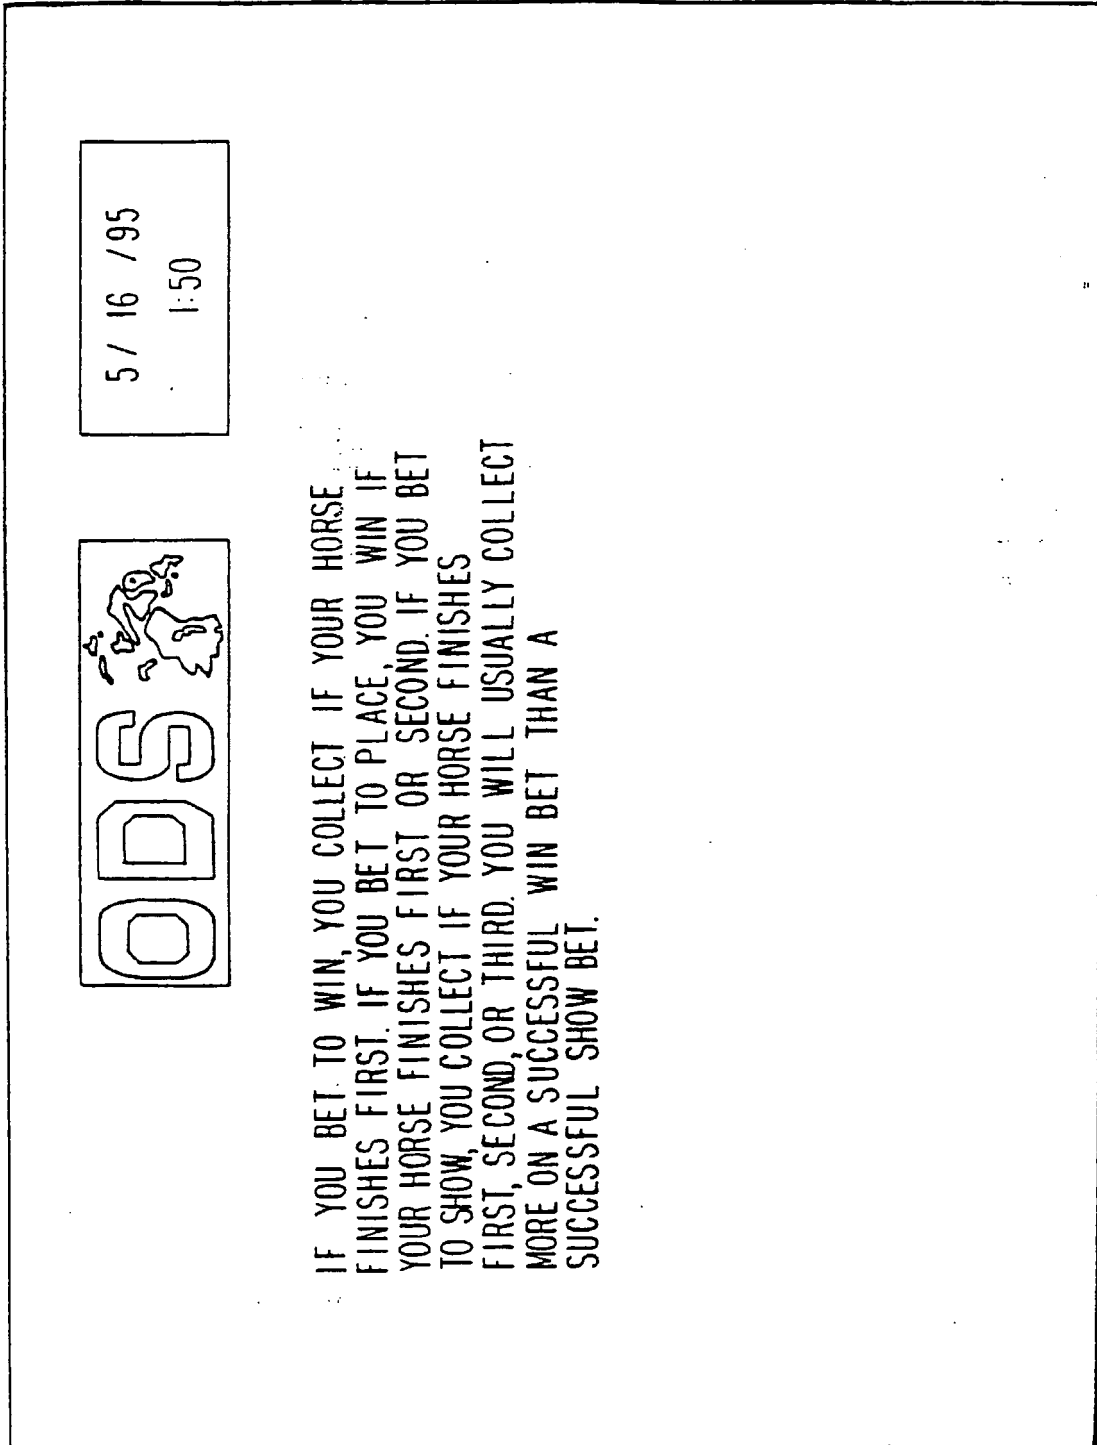 ODS
5/ 16 /95
1:50
IF YOU BET TO WIN, YOU COLLECT IF YOUR HORSE
FINISHES FIRST. IF YOU BET TO PLACE, YOU WIN IF
YOUR HORSE FINISHES FIRST OR SECOND. IF YOU BET
TO SHOW, YOU COLLECT IF YOUR HORSE FINISHES
FIRST, SECOND, OR THIRD. YOU WILL USUALLY COLLECT
MORE ON A SUCCESSFUL WIN BET THAN A
SUCCESSFUL SHOW BET.